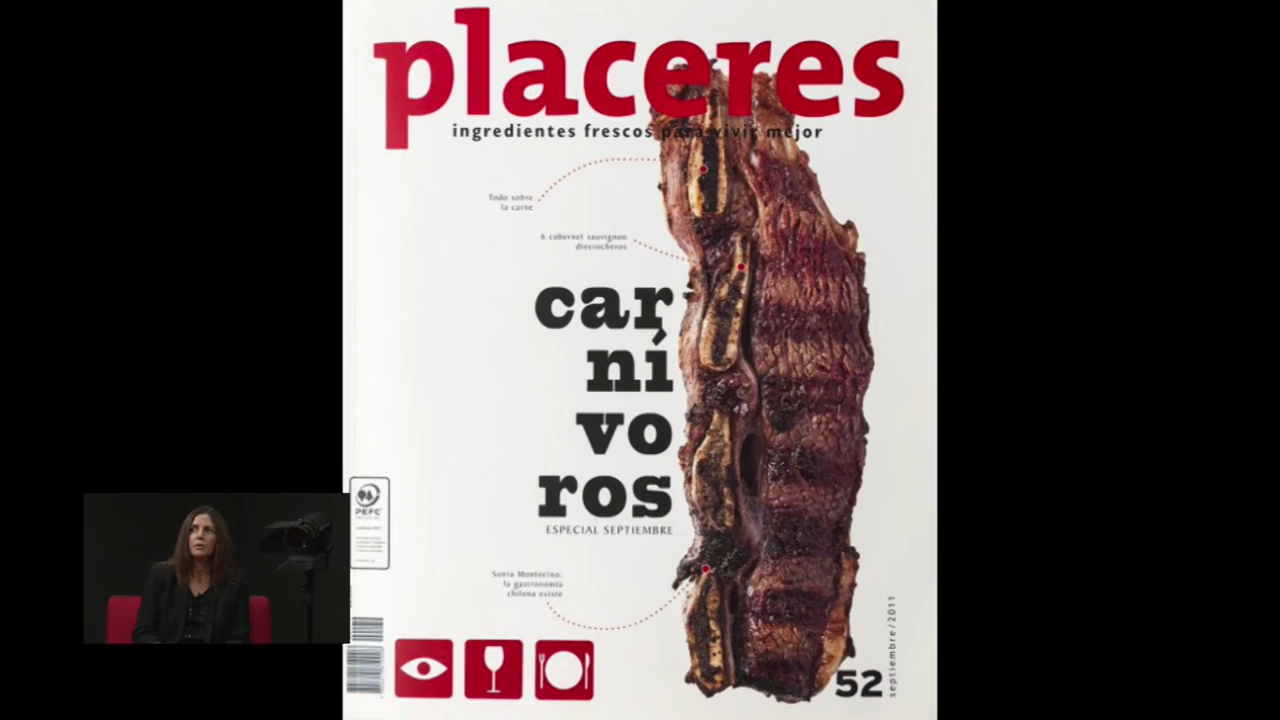 placeres
ingredientes frescos para vivir mejor
Todo sobre
la carne
6 cabernet sauvignon
dieciocheros
car
ní
vo
ros
ESPECIAL SEPTIEMBRE
PEFC
Sonia Montecino:
la gastronomía
chilena existe
52
septiembre/2011